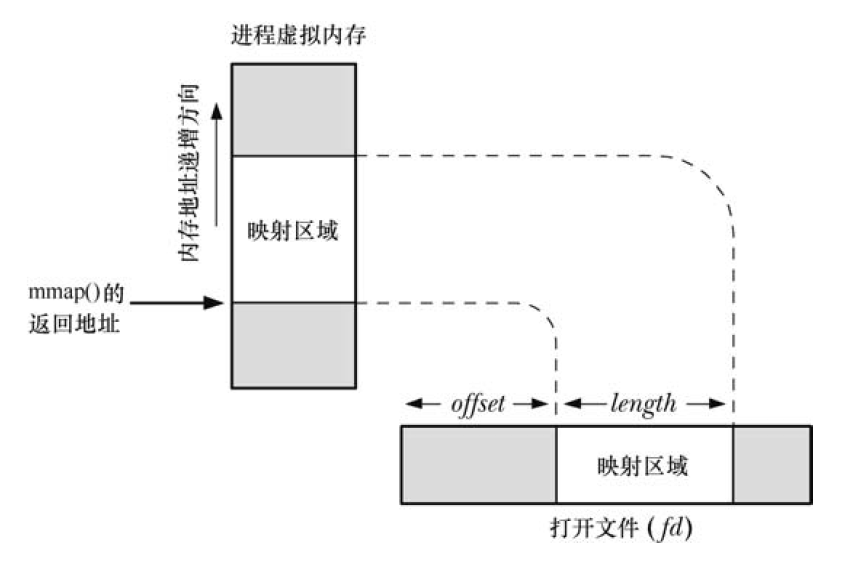 进程虚拟内存
内存地址递增方向
映射区域
mmap()的
返回地址
offset
length
映射区域
打开文件 (fd)